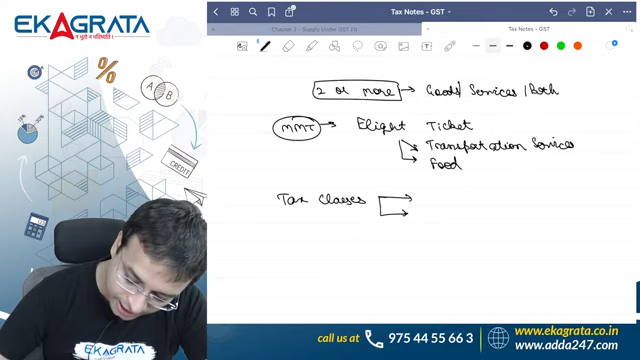 EKAGRATA
Tax Notes - GST
Chapter 2 - Supply Under GST (1)
Tax Notes - GST
2 or more → Goods/ Services / Both
MMT → Flight Ticket
Transportation Services
Food
Tax Classes
A
B
CREDIT
CARD
EKAGRATA
call us at 975 44 55 66 3
www.ekagrata.co.in
www.adda247.com